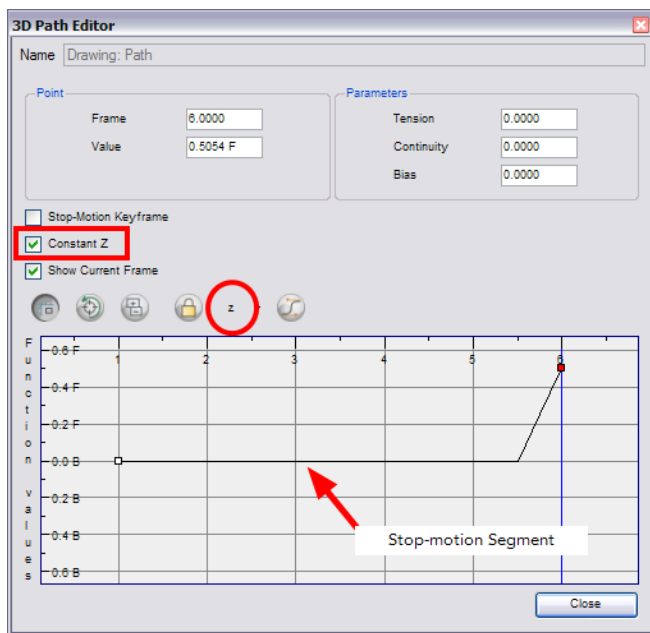 3D Path Editor
Name Drawing: Path
Point
Frame 6.0000
Value 0.5054 F
Parameters
Tension 0.0000
Continuity 0.0000
Bias 0.0000
Stop-Motion Keyframe
Constant Z
Show Current Frame
z
Function values
1 2 3 4 5 6
0.6 F
0.4 F
0.2 F
0.0 B
0.2 B
0.4 B
0.6 B
Stop-motion Segment
Close